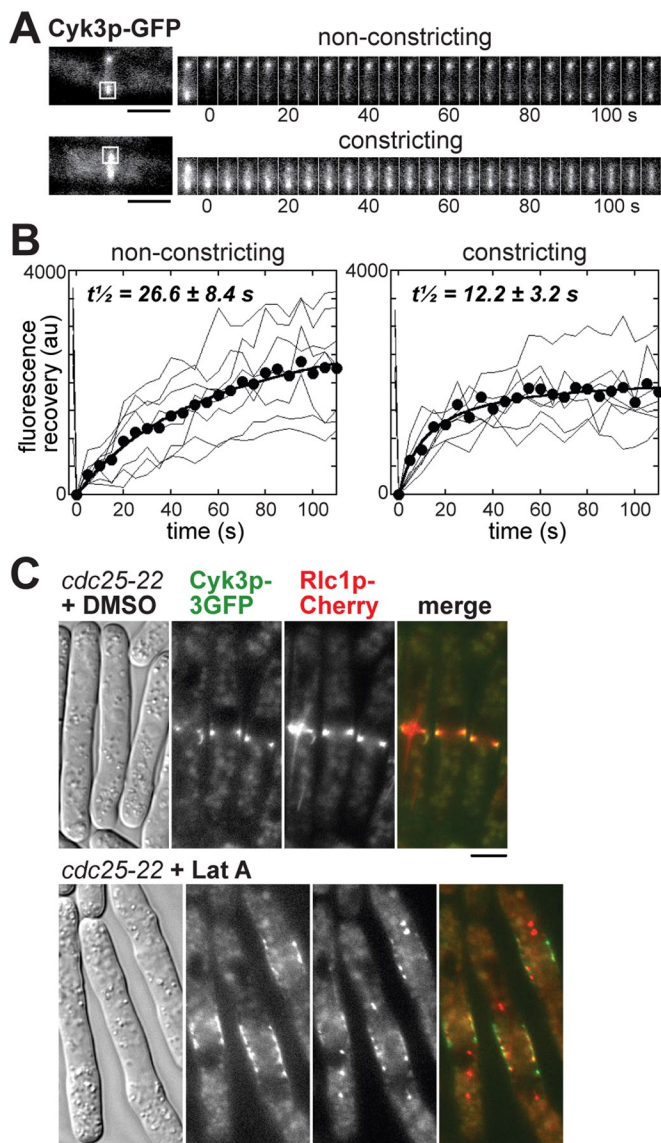 A
Cyk3p-GFP
non-constricting
0 20 40 60 80 100 s
constricting
0 20 40 60 80 100 s
B
non-constricting
constricting
4000
t½ = 26.6 ± 8.4 s
fluorescence
recovery (au)
0
0 20 40 60 80 100
time (s)
4000
t½ = 12.2 ± 3.2 s
0
0 20 40 60 80 100
time (s)
C
cdc25-22
+ DMSO
Cyk3p-
3GFP
Rlc1p-
Cherry
merge
cdc25-22 + Lat A